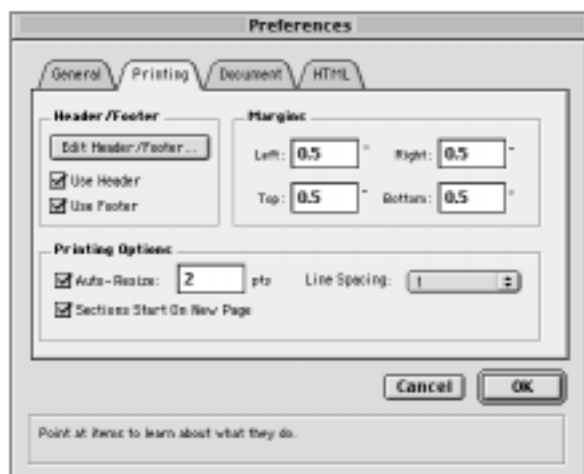 Preferences
General Printing Document HTML
Header/Footer
Edit Header/Footer...
Use Header
Use Footer
Margins
Left: 0.5 " Right: 0.5 "
Top: 0.5 " Bottom: 0.5 "
Printing Options
Auto-Resize: 2 pts Line Spacing: 1
Sections Start On New Page
Cancel OK
Point at items to learn about what they do.